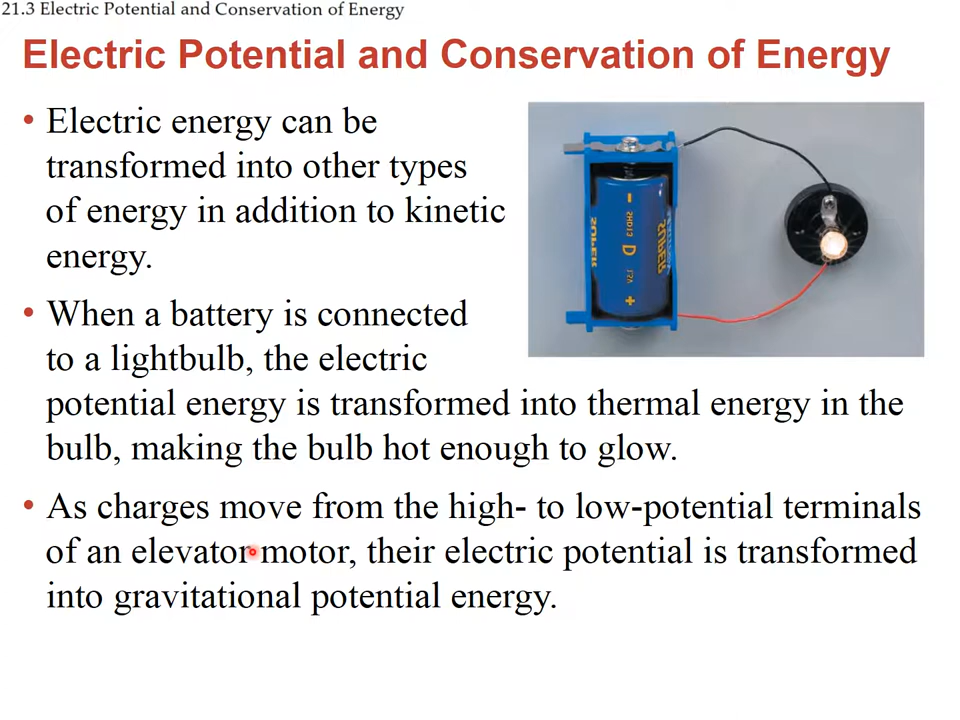 21.3 Electric Potential and Conservation of Energy
Electric Potential and Conservation of Energy
• Electric energy can be
transformed into other types
of energy in addition to kinetic
energy.
• When a battery is connected
to a lightbulb, the electric
potential energy is transformed into thermal energy in the
bulb, making the bulb hot enough to glow.
• As charges move from the high- to low-potential terminals
of an elevator motor, their electric potential is transformed
into gravitational potential energy.
D